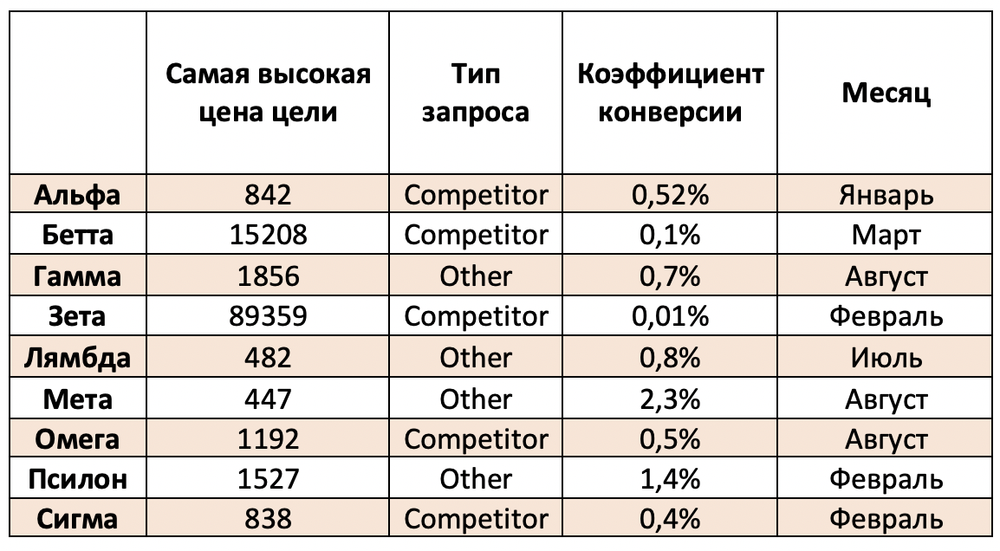 Самая высокая цена цели Тип запроса Коэффициент конверсии Месяц
Альфа 842 Competitor 0,52% Январь
Бетта 15208 Competitor 0,1% Март
Гамма 1856 Other 0,7% Август
Зета 89359 Competitor 0,01% Февраль
Лямбда 482 Other 0,8% Июль
Мета 447 Other 2,3% Август
Омега 1192 Competitor 0,5% Август
Псилон 1527 Other 1,4% Февраль
Сигма 838 Competitor 0,4% Февраль